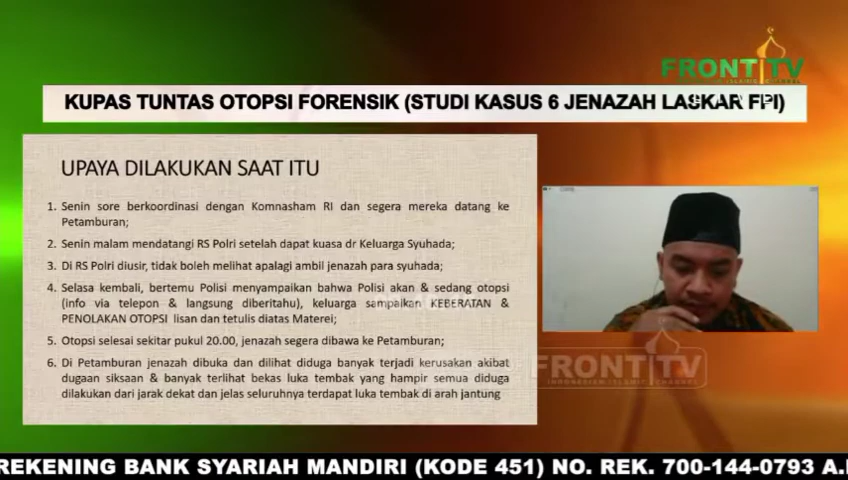 FRONT TV
KUPAS TUNTAS OTOPSI FORENSIK (STUDI KASUS 6 JENAZAH LASKAR FPI)
UPAYA DILAKUKAN SAAT ITU
1. Senin sore berkoordinasi dengan Komnasham RI dan segera mereka datang ke
Petamburan;
2. Senin malam mendatangi RS Polri setelah dapat kuasa dr Keluarga Syuhada;
3. Di RS Polri diusir, tidak boleh melihat apalagi ambil jenazah para syuhada;
4. Selasa kembali, bertemu Polisi menyampaikan bahwa Polisi akan & sedang otopsi
(info via telepon & langsung diberitahu), keluarga sampaikan KEBERATAN &
PENOLAKAN OTOPSI lisan dan tetulis diatas Materei;
5. Otopsi selesai sekitar pukul 20.00, jenazah segera dibawa ke Petamburan;
6. Di Petamburan jenazah dibuka dan dilihat diduga banyak terjadi kerusakan akibat
dugaan siksaan & banyak terlihat bekas luka tembak yang hampir semua diduga
dilakukan dari jarak dekat dan jelas seluruhnya terdapat luka tembak di arah jantung
FRONT TV
INDONESIAN ISLAMIC CHANNEL
REKENING BANK SYARIAH MANDIRI (KODE 451) NO. REK. 700-144-0793 A.